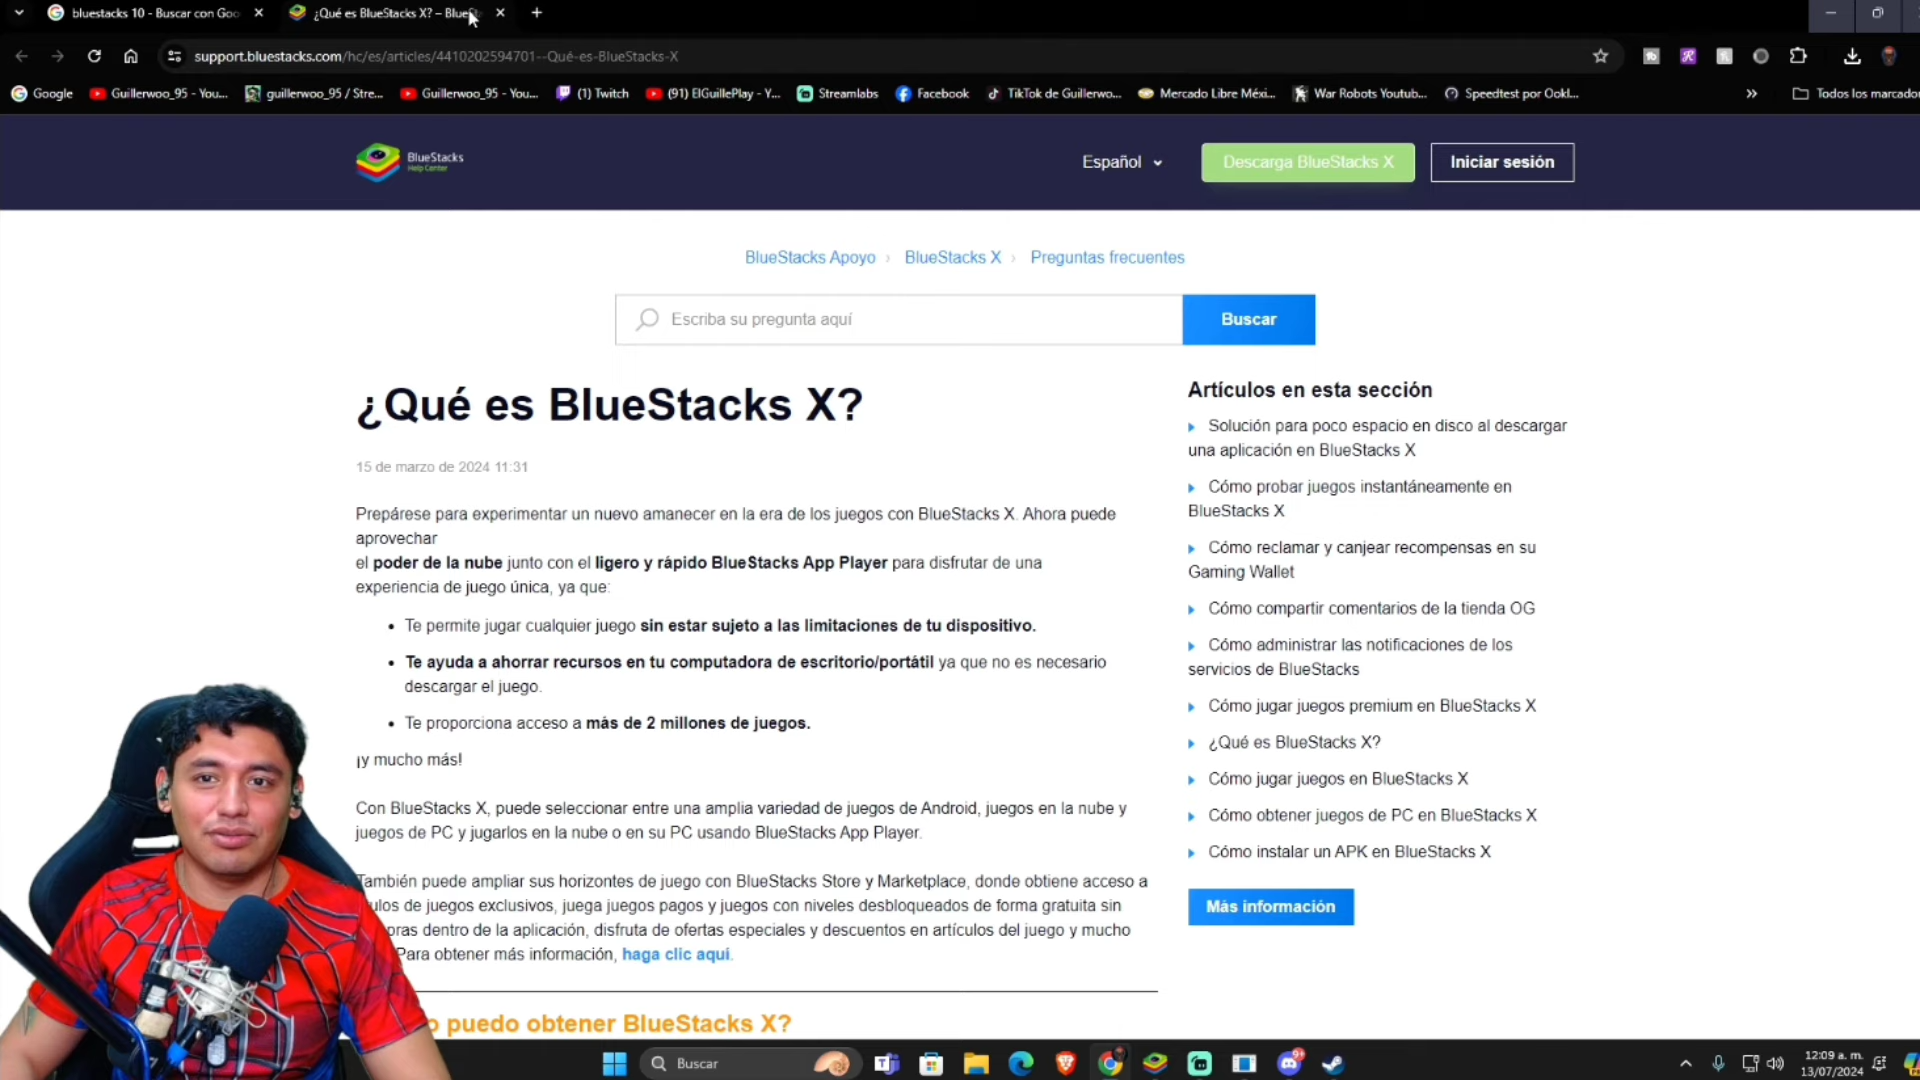 bluestacks 10 - Buscar con Goo
¿Qué es BlueStacks X? – Blue
support.bluestacks.com/hc/es/articles/4410202594701--Qué-es-BlueStacks-X
Google
Guillerwoo_95 - You...
guillerwoo_95 / Stre...
Guillerwoo_95 - You...
(1) Twitch
(91) ElGuillePlay - Y...
Streamlabs
Facebook
TikTok de Guillerwo...
Mercado Libre Méxi...
War Robots Youtub...
Speedtest por Ookl...
Todos los marcado
BlueStacks
Help Center
Español
Descarga BlueStacks X
Iniciar sesión
BlueStacks Apoyo › BlueStacks X › Preguntas frecuentes
Escriba su pregunta aquí
Buscar
¿Qué es BlueStacks X?
15 de marzo de 2024 11:31
Prepárese para experimentar un nuevo amanecer en la era de los juegos con BlueStacks X. Ahora puede
aprovechar
el poder de la nube junto con el ligero y rápido BlueStacks App Player para disfrutar de una
experiencia de juego única, ya que:
• Te permite jugar cualquier juego sin estar sujeto a las limitaciones de tu dispositivo.
• Te ayuda a ahorrar recursos en tu computadora de escritorio/portátil ya que no es necesario
descargar el juego.
• Te proporciona acceso a más de 2 millones de juegos.
¡y mucho más!
Con BlueStacks X, puede seleccionar entre una amplia variedad de juegos de Android, juegos en la nube y
juegos de PC y jugarlos en la nube o en su PC usando BlueStacks App Player.
También puede ampliar sus horizontes de juego con BlueStacks Store y Marketplace, donde obtiene acceso a
ulos de juegos exclusivos, juega juegos pagos y juegos con niveles desbloqueados de forma gratuita sin
pras dentro de la aplicación, disfruta de ofertas especiales y descuentos en artículos del juego y mucho
Para obtener más información, haga clic aquí.
o puedo obtener BlueStacks X?
Artículos en esta sección
Solución para poco espacio en disco al descargar
una aplicación en BlueStacks X
Cómo probar juegos instantáneamente en
BlueStacks X
Cómo reclamar y canjear recompensas en su
Gaming Wallet
Cómo compartir comentarios de la tienda OG
Cómo administrar las notificaciones de los
servicios de BlueStacks
Cómo jugar juegos premium en BlueStacks X
¿Qué es BlueStacks X?
Cómo jugar juegos en BlueStacks X
Cómo obtener juegos de PC en BlueStacks X
Cómo instalar un APK en BlueStacks X
Más información
Buscar
12:09 a. m.
13/07/2024